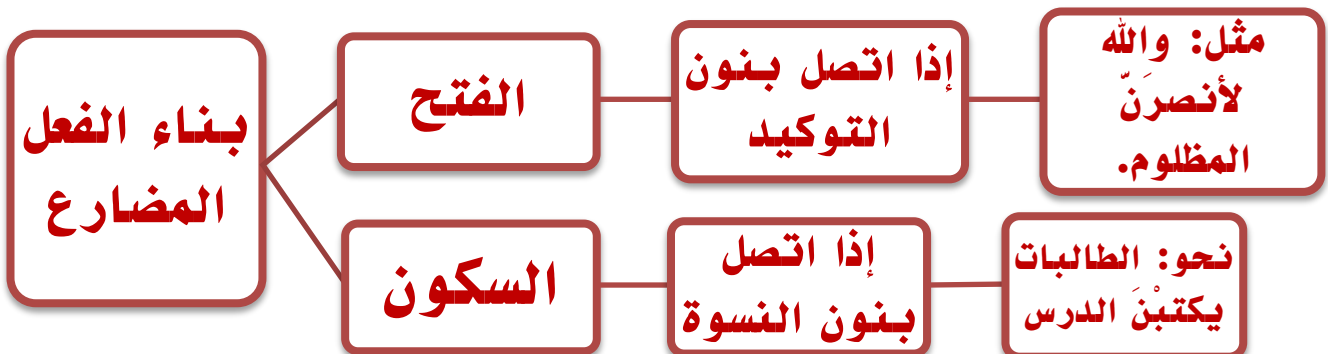 بناء الفعل
المضارع
الفتح
إذا اتصل بنون
التوكيد
مثل: والله
لأنصرَنّ
المظلوم.
السكون
إذا اتصل
بنون النسوة
نحو: الطالبات
يكتبْنَ الدرس